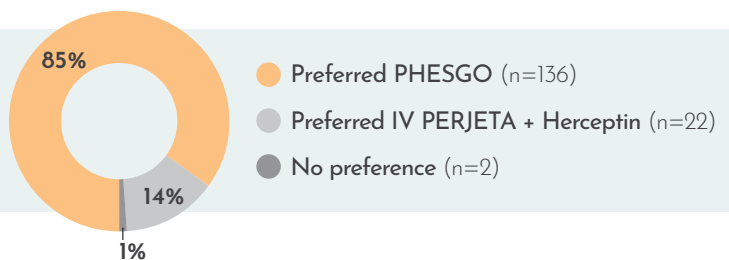 85%
Preferred PHESGO (n=136)
Preferred IV PERJETA + Herceptin (n=22)
No preference (n=2)
14%
1%